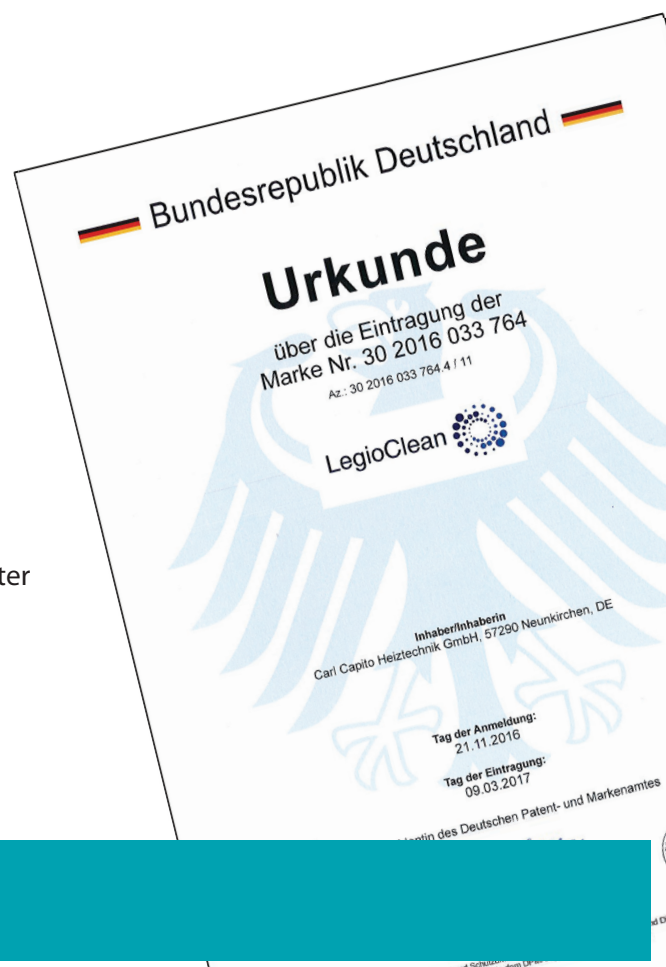 Bundesrepublik Deutschland
Urkunde
über die Eintragung der
Marke Nr. 30 2016 033 764
Az.: 30 2016 033 764.4 / 11
LegioClean
ter
Inhaber/Inhaberin
Carl Capito Heiztechnik GmbH, 57290 Neunkirchen, DE
Tag der Anmeldung:
21.11.2016
Tag der Eintragung:
09.03.2017
des Deutschen Patent- und Markenamtes